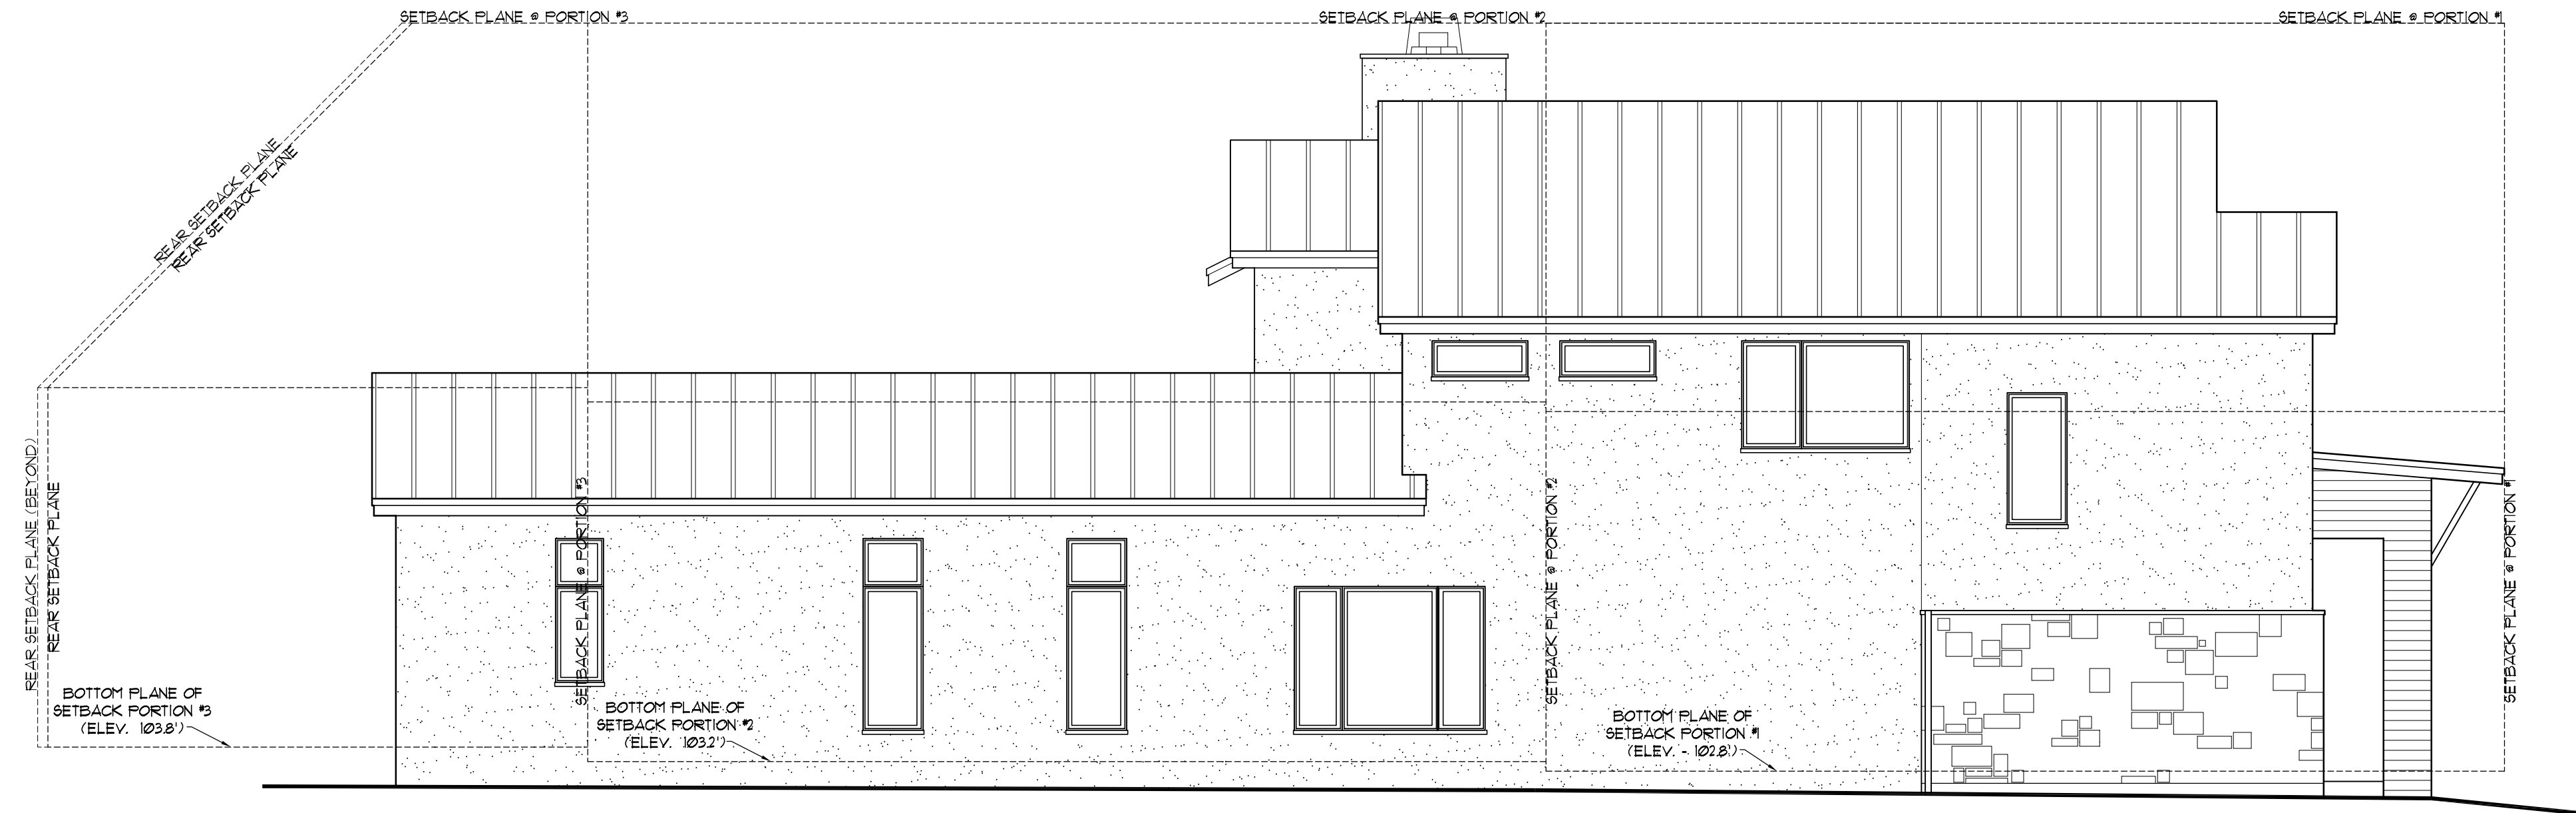 SETBACK PLANE @ PORTION #3
SETBACK PLANE @ PORTION #2
SETBACK PLANE @ PORTION #1
REAR SETBACK PLANE
REAR SETBACK PLANE
REAR SETBACK PLANE (BEYOND)
REAR SETBACK PLANE
SETBACK PLANE @ PORTION #3
SETBACK PLANE @ PORTION #2
SETBACK PLANE @ PORTION #1
BOTTOM PLANE OF
SETBACK PORTION #3
(ELEV. 103.8')
BOTTOM PLANE OF
SETBACK PORTION #2
(ELEV. 103.2')
BOTTOM PLANE OF
SETBACK PORTION #1
(ELEV. - 102.8')